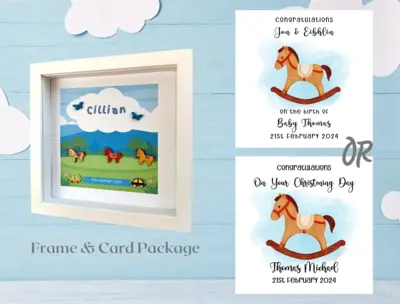 Cillian
Frame & Card Package
Congratulations
Jon & Eibhlin
on the birth of
Baby Thomas
21st February 2024
OR
Congratulations
On Your Christening Day
Thomas Michael
21st February 2024